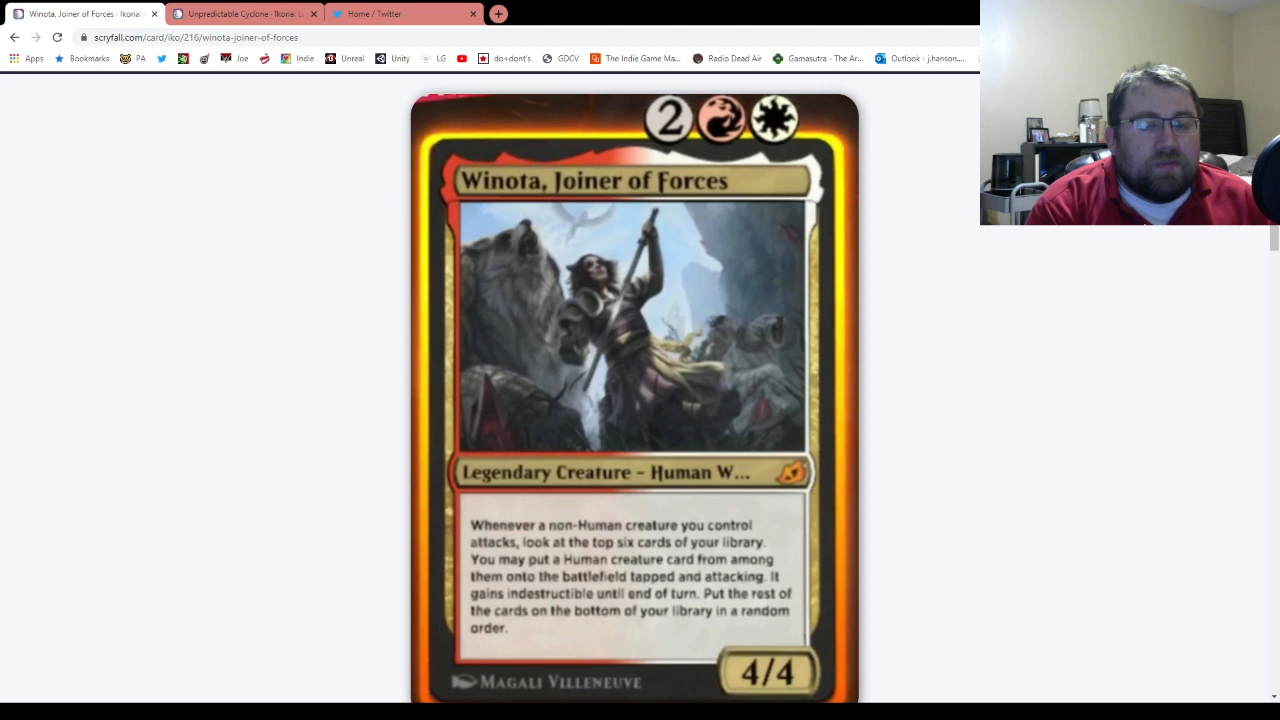 Winota, Joiner of Forces - Ikoria:
Unpredictable Cyclone - Ikoria: L
Home / Twitter
scryfall.com/card/iko/216/winota-joiner-of-forces
Apps Bookmarks PA Joe Indie Unreal Unity LG do+dont's GDCV The Indie Game Ma... Radio Dead Air Gamasutra - The Ar... Outlook - j.hanson...
2
Winota, Joiner of Forces
Legendary Creature – Human W...
Whenever a non-Human creature you control
attacks, look at the top six cards of your library.
You may put a Human creature card from among
them onto the battlefield tapped and attacking. It
gains indestructible until end of turn. Put the rest of
the cards on the bottom of your library in a random
order.
4/4
MAGALI VILLENEUVE